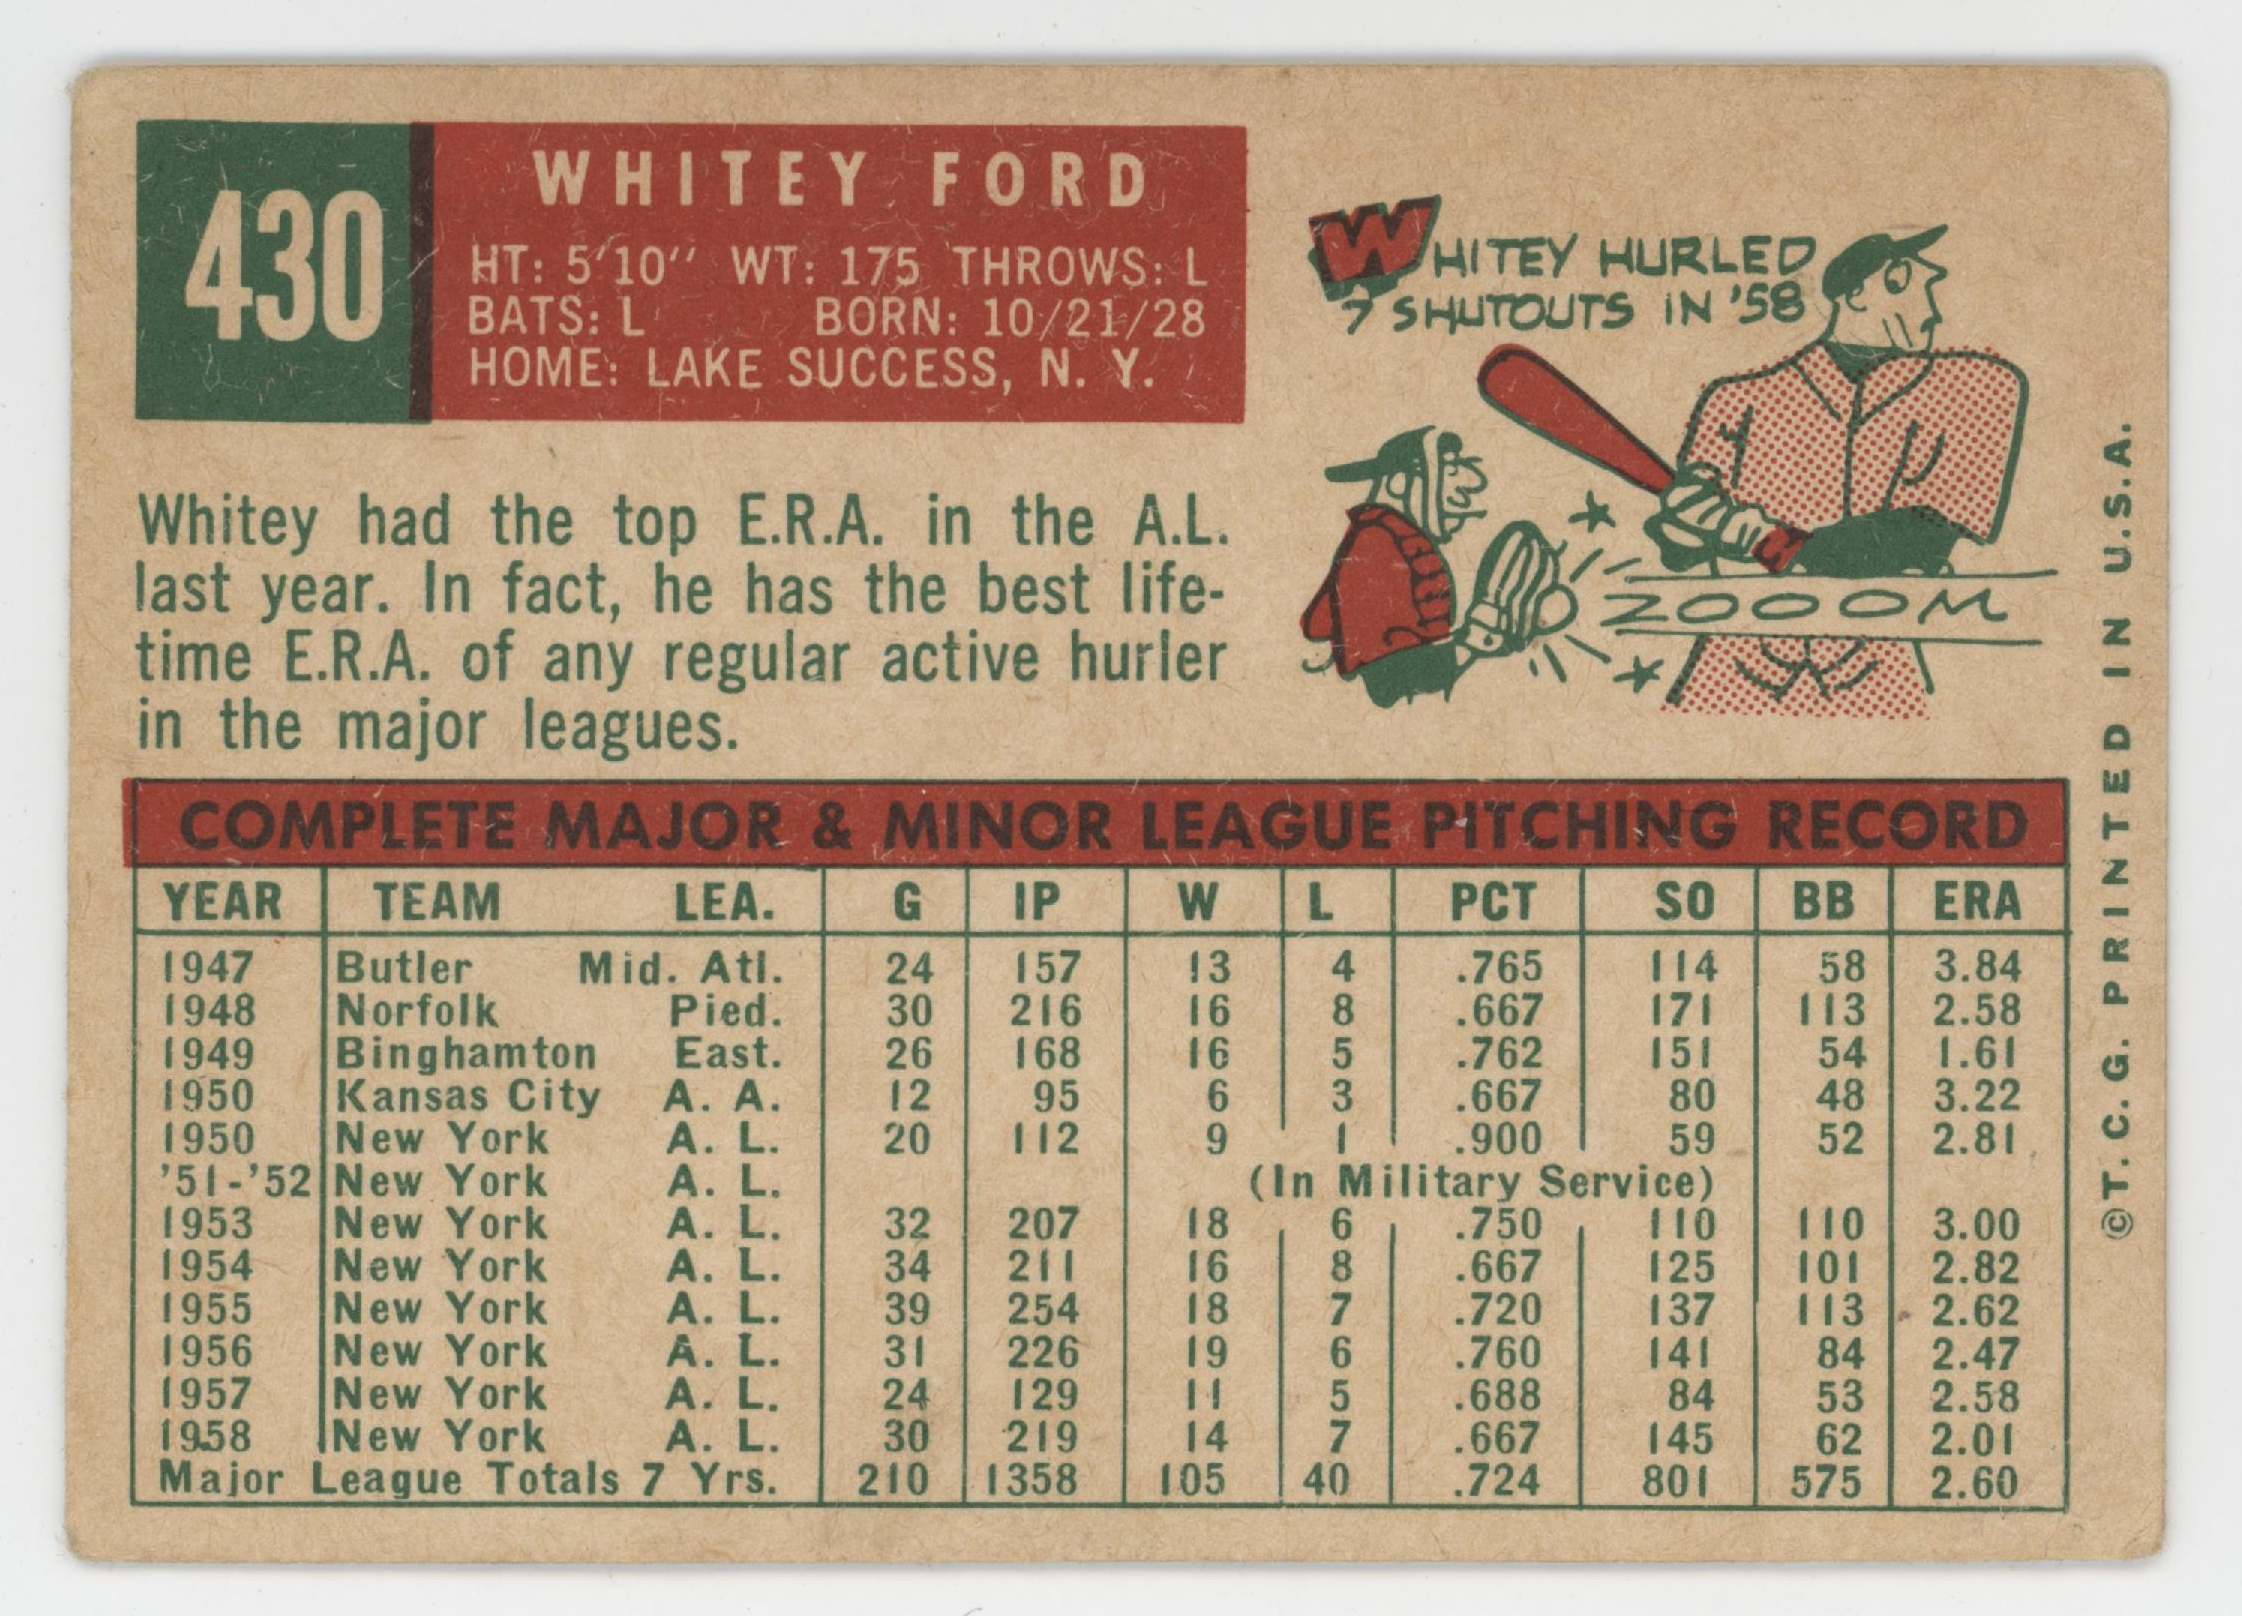 430
WHITEY FORD
HT: 5'10" WT: 175 THROWS: L
BATS: L BORN: 10/21/28
HOME: LAKE SUCCESS, N. Y.
WHITEY HURLED
7 SHUTOUTS IN '58
ZOOOM
Whitey had the top E.R.A. in the A.L.
last year. In fact, he has the best life-
time E.R.A. of any regular active hurler
in the major leagues.
COMPLETE MAJOR & MINOR LEAGUE PITCHING RECORD
YEAR TEAM LEA. G IP W L PCT SO BB ERA
1947 Butler Mid. Atl. 24 157 13 4 .765 114 58 3.84
1948 Norfolk Pied. 30 216 16 8 .667 171 113 2.58
1949 Binghamton East. 26 168 16 5 .762 151 54 1.61
1950 Kansas City A. A. 12 95 6 3 .667 80 48 3.22
1950 New York A. L. 20 112 9 1 .900 59 52 2.81
'51-'52 New York A. L. (In Military Service)
1953 New York A. L. 32 207 18 6 .750 110 110 3.00
1954 New York A. L. 34 211 16 8 .667 125 101 2.82
1955 New York A. L. 39 254 18 7 .720 137 113 2.62
1956 New York A. L. 31 226 19 6 .760 141 84 2.47
1957 New York A. L. 24 129 11 5 .688 84 53 2.58
1958 New York A. L. 30 219 14 7 .667 145 62 2.01
Major League Totals 7 Yrs. 210 1358 105 40 .724 801 575 2.60
©T. C. G. PRINTED IN U.S.A.